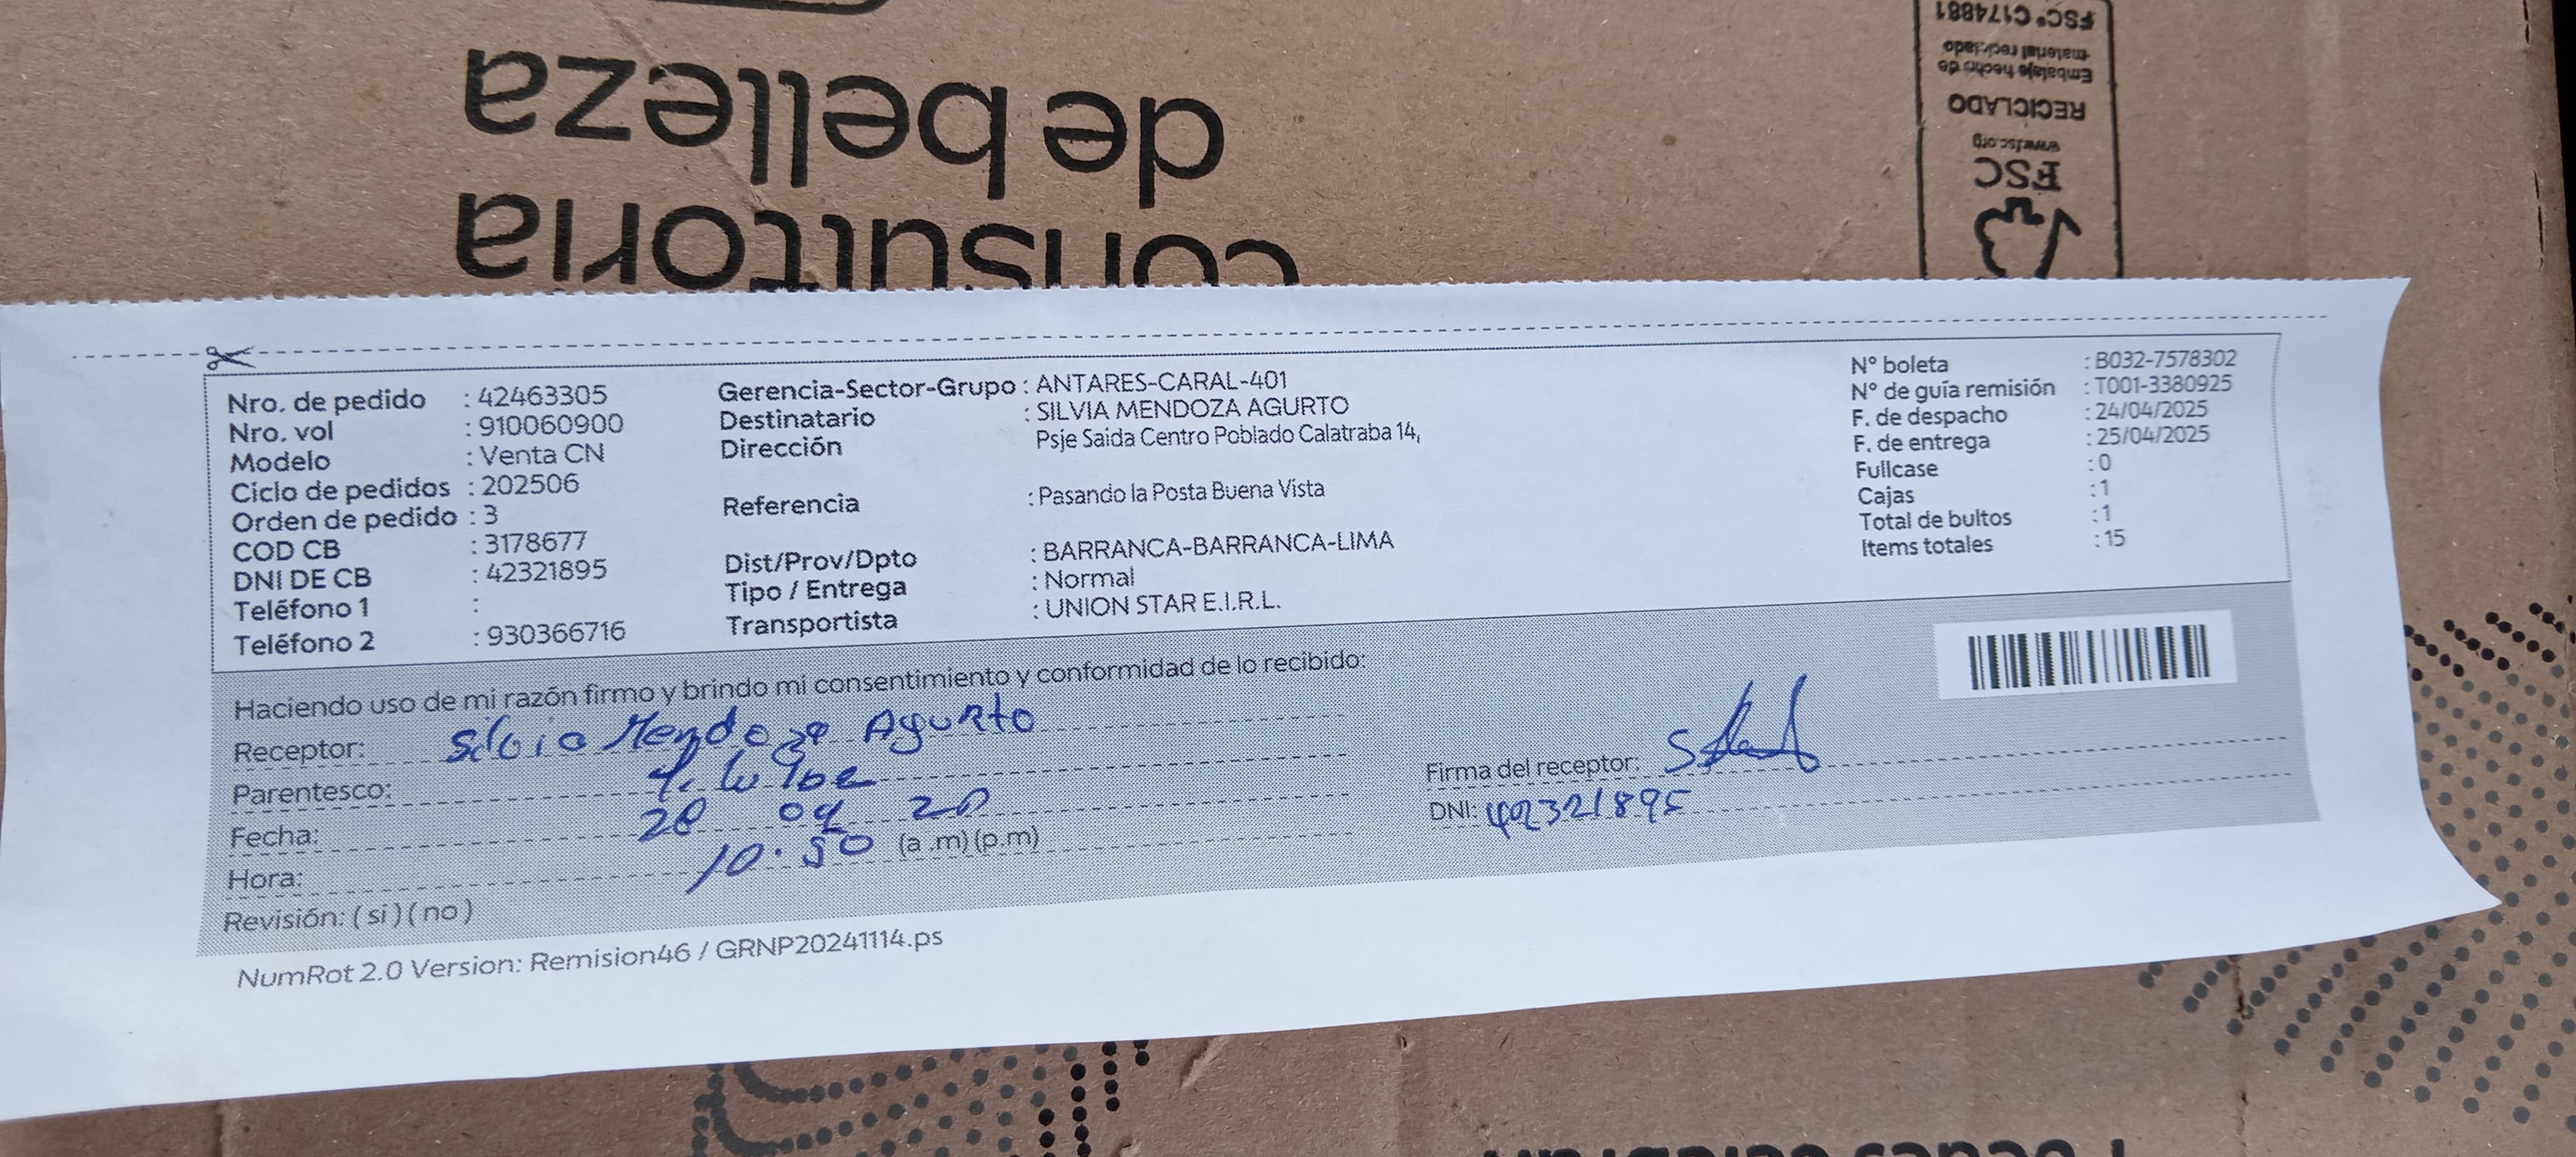 consultoria
de belleza
FSC
www.fsc.org
RECICLADO
Embalaje hecho de
material reciclado
FSC® C174881
Nro. de pedido : 42463305
Nro. vol : 910060900
Modelo : Venta CN
Ciclo de pedidos : 202506
Orden de pedido : 3
COD CB : 3178677
DNI DE CB : 42321895
Teléfono 1 :
Teléfono 2 : 930366716
Gerencia-Sector-Grupo : ANTARES-CARAL-401
Destinatario : SILVIA MENDOZA AGURTO
Dirección Psje Saida Centro Poblado Calatraba 14,
Referencia : Pasando la Posta Buena Vista
Dist/Prov/Dpto : BARRANCA-BARRANCA-LIMA
Tipo / Entrega : Normal
Transportista : UNION STAR E.I.R.L.
N° boleta : B032-7578302
N° de guía remisión : T001-3380925
F. de despacho : 24/04/2025
F. de entrega : 25/04/2025
Fullcase : 0
Cajas : 1
Total de bultos : 1
Items totales : 15
Haciendo uso de mi razón firmo y brindo mi consentimiento y conformidad de lo recibido:
Receptor: Silvia Mendoza Agurto
Parentesco:
Fecha: 04
Hora: 10.50 (a .m) (p.m)
Revisión: ( si ) ( no )
Firma del receptor:
DNI: 42321895
NumRot 2.0 Version: Remision46 / GRNP20241114.ps